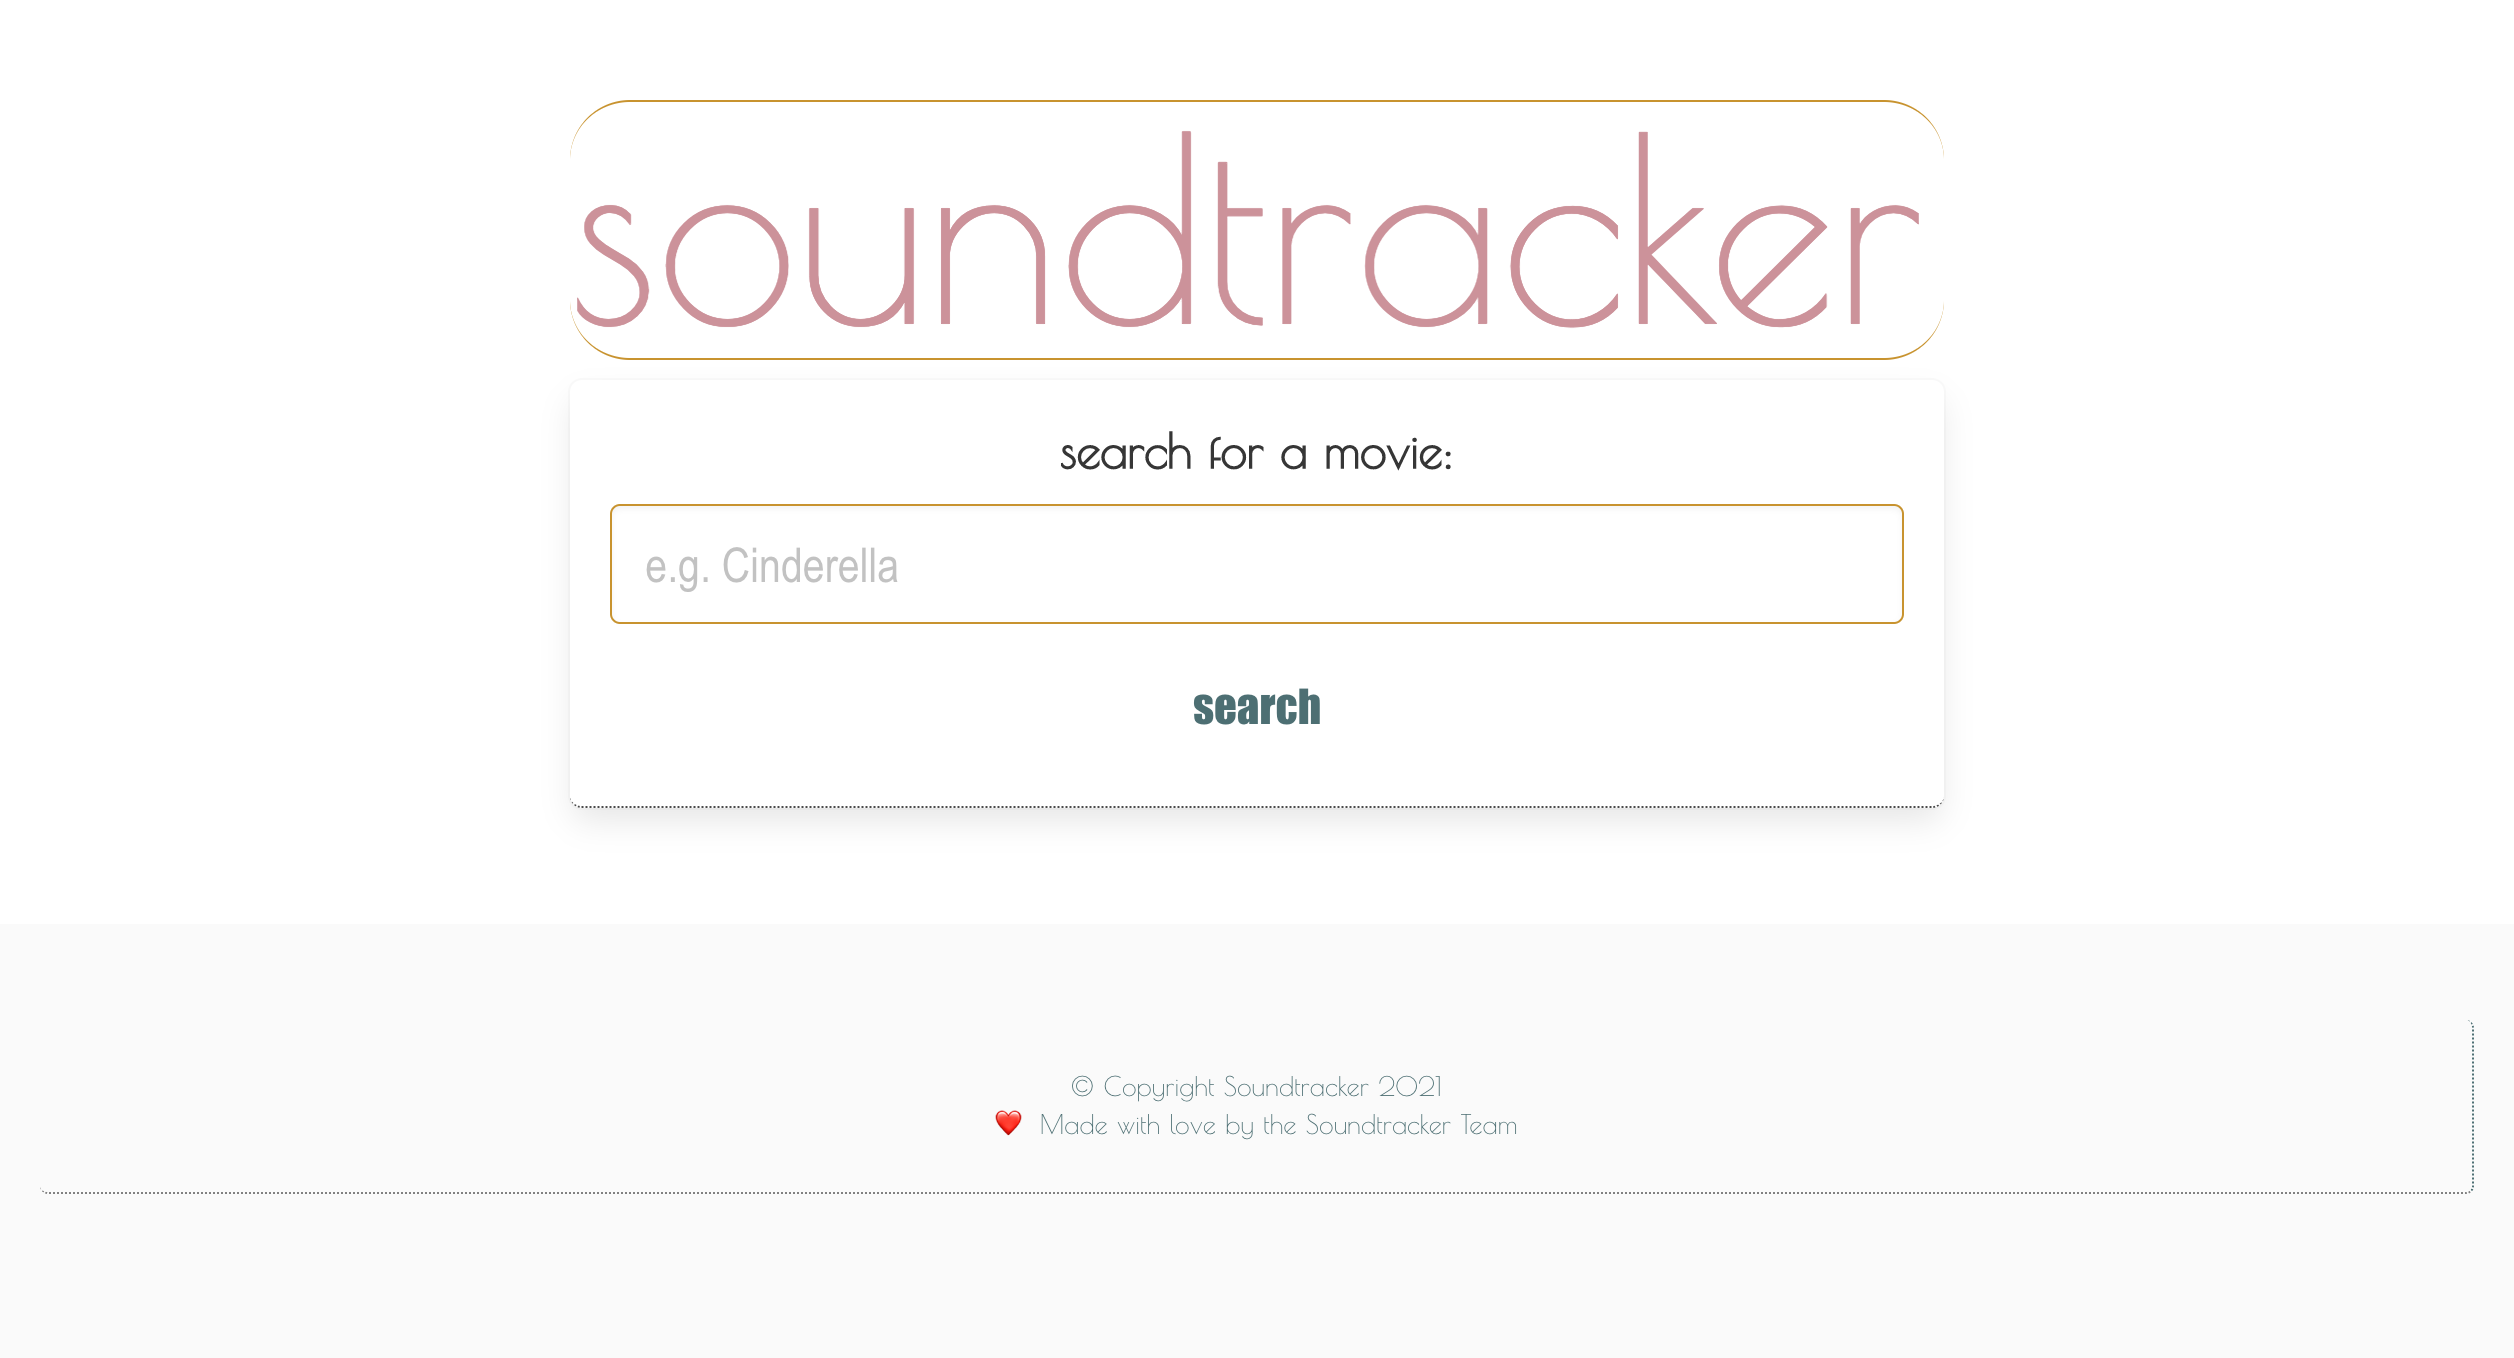 soundtracker
search for a movie:
e.g. Cinderella
search
© Copyright Soundtracker 2021
❤️ Made with love by the Soundtracker Team